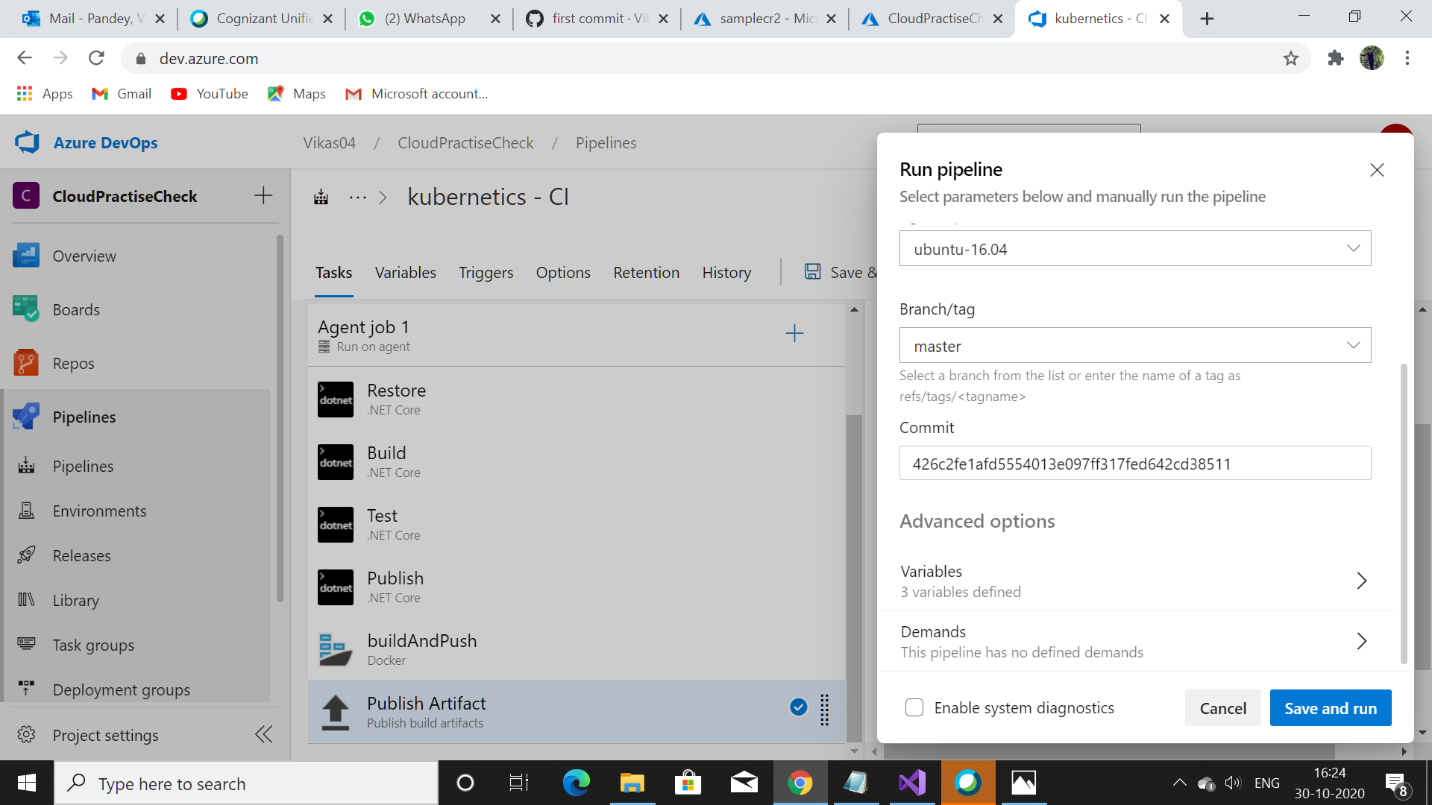 Mail - Pandey, V
Cognizant Unifie
(2) WhatsApp
first commit · Vik
samplecr2 - Mic
CloudPractiseCh
kubernetics - CI
dev.azure.com
Apps
Gmail
YouTube
Maps
Microsoft account...
Azure DevOps
Vikas04 / CloudPractiseCheck / Pipelines
C
CloudPractiseCheck
Overview
Boards
Repos
Pipelines
Pipelines
Environments
Releases
Library
Task groups
Deployment groups
Project settings
kubernetics - CI
Tasks
Variables
Triggers
Options
Retention
History
Save &
Agent job 1
Run on agent
dotnet
Restore
.NET Core
dotnet
Build
.NET Core
dotnet
Test
.NET Core
dotnet
Publish
.NET Core
buildAndPush
Docker
Publish Artifact
Publish build artifacts
Run pipeline
Select parameters below and manually run the pipeline
ubuntu-16.04
Branch/tag
master
Select a branch from the list or enter the name of a tag as
refs/tags/<tagname>
Commit
426c2fe1afd5554013e097ff317fed642cd38511
Advanced options
Variables
3 variables defined
Demands
This pipeline has no defined demands
Enable system diagnostics
Cancel
Save and run
Type here to search
ENG
16:24
30-10-2020
8